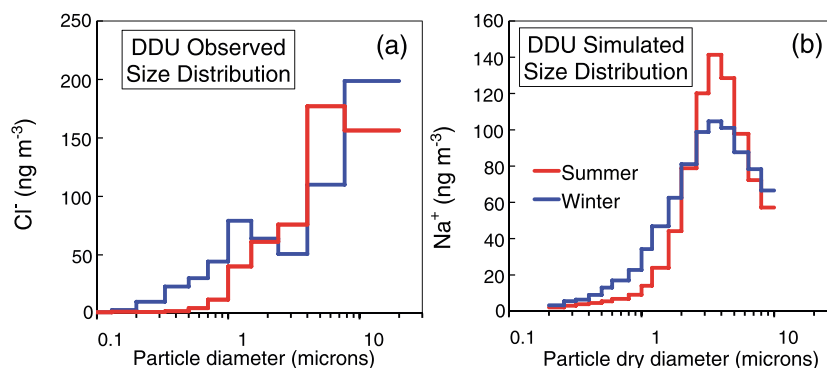 DDU Observed
Size Distribution
(a)
250
200
150
100
50
0
Cl⁻ (ng m⁻³)
0.1
1
10
Particle diameter (microns)
DDU Simulated
Size Distribution
(b)
160
140
120
100
80
60
40
20
0
Na⁺ (ng m⁻³)
Summer
Winter
0.1
1
10
Particle dry diameter (microns)